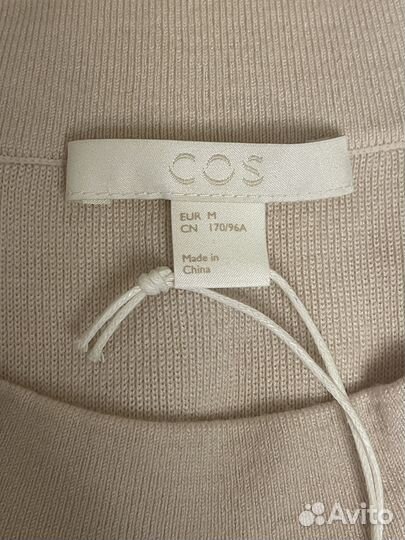 COS
EUR M
CN 170/96A
Made in
China
Avito